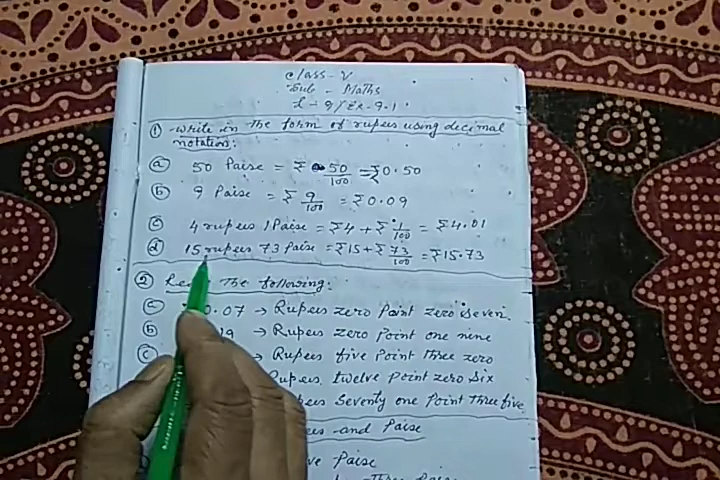 Class-V
Sub - Maths
L-9/Ex-9.1
① Write in the form of rupees using decimal
notation:
ⓐ 50 Paise = ₹ 50/100 = ₹0.50
ⓑ 9 Paise = ₹ 9/100 = ₹0.09
ⓒ 4 rupees 1 Paise = ₹4 + ₹ 1/100 = ₹4.01
ⓓ 15 rupees 73 Paise = ₹15 + ₹ 73/100 = ₹15.73
② The following:
0.07 → Rupees zero Point zero Seven.
ⓑ 19 → Rupees zero Point one nine
ⓒ → Rupees five Point three zero
Rupees twelve Point zero Six
Seventy one Point three five
and Paise
Paise